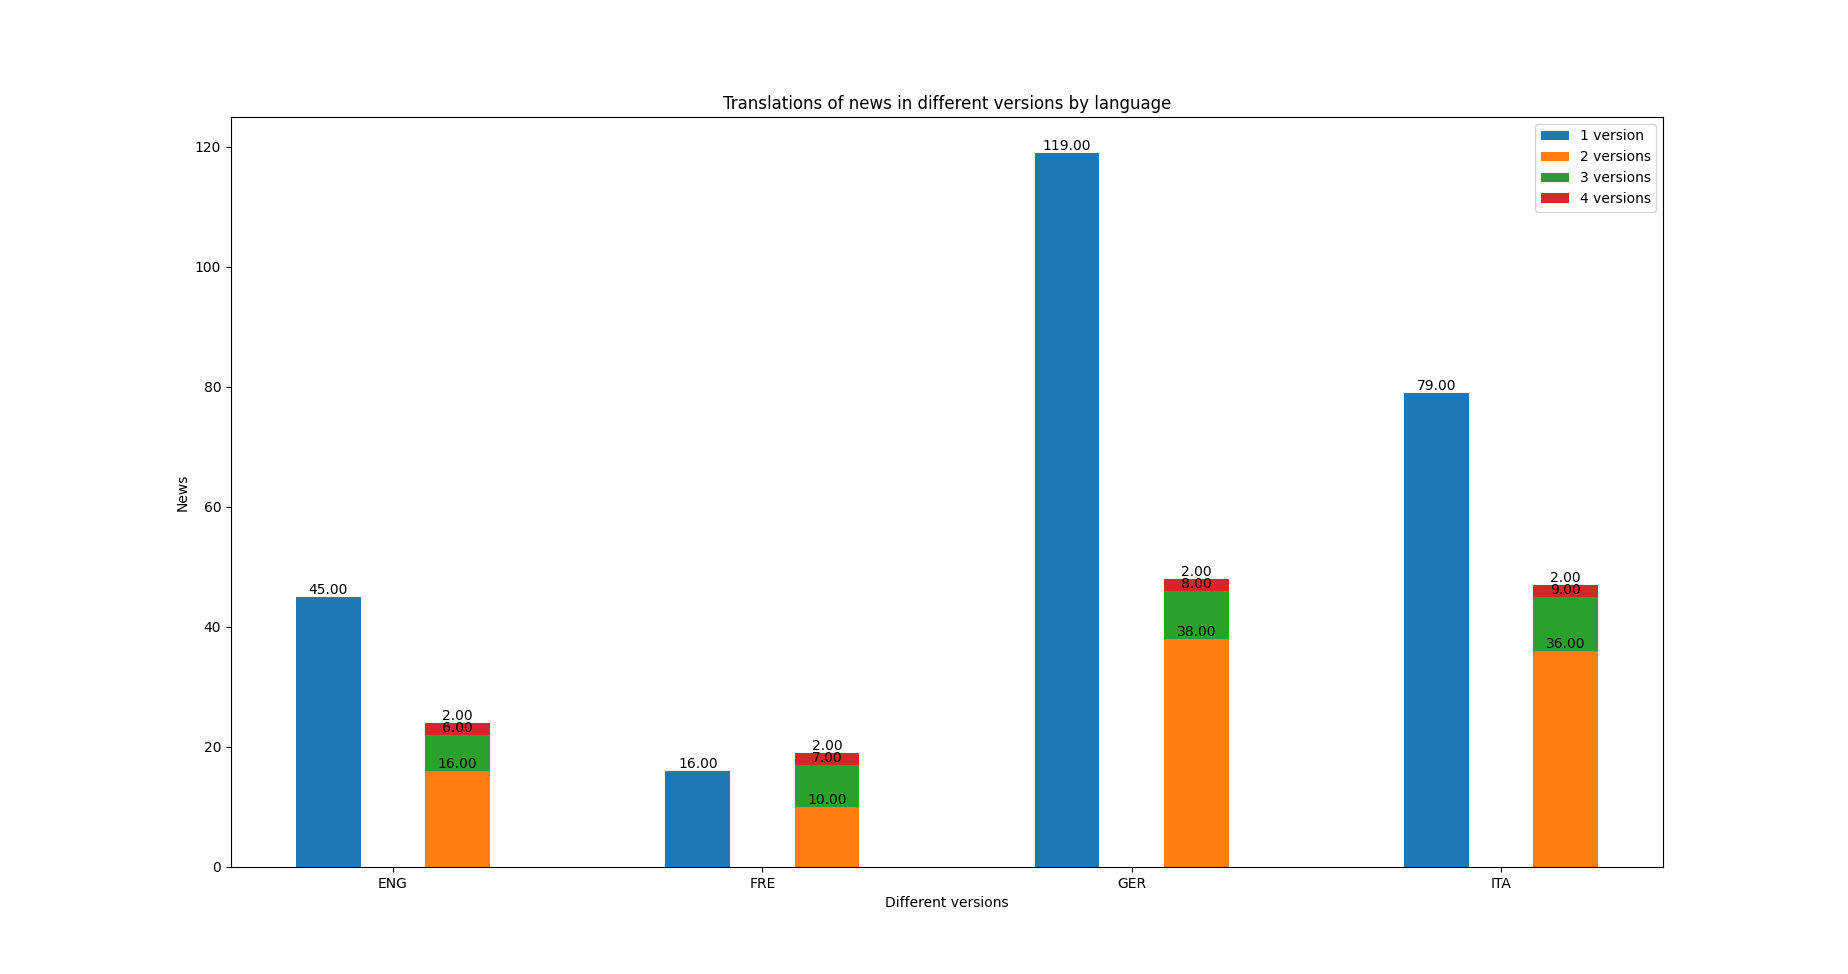 Translations of news in different versions by language
1 version
2 versions
3 versions
4 versions
News
120
100
80
60
40
20
0
45.00
2.00
6.00
16.00
16.00
2.00
7.00
10.00
119.00
2.00
8.00
38.00
79.00
2.00
9.00
36.00
ENG
FRE
GER
ITA
Different versions